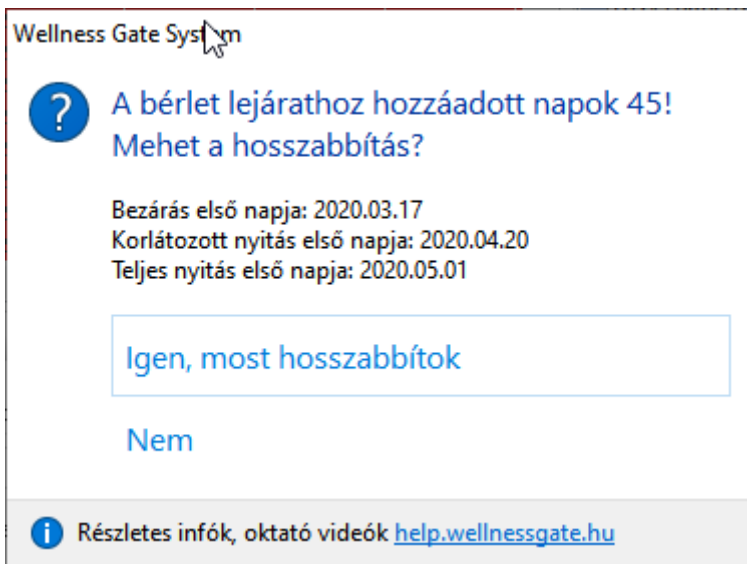 Wellness Gate System
A bérlet lejárathoz hozzáadott napok 45!
Mehet a hosszabbítás?
Bezárás első napja: 2020.03.17
Korlátozott nyitás első napja: 2020.04.20
Teljes nyitás első napja: 2020.05.01
Igen, most hosszabbítok
Nem
Részletes infók, oktató videók help.wellnessgate.hu